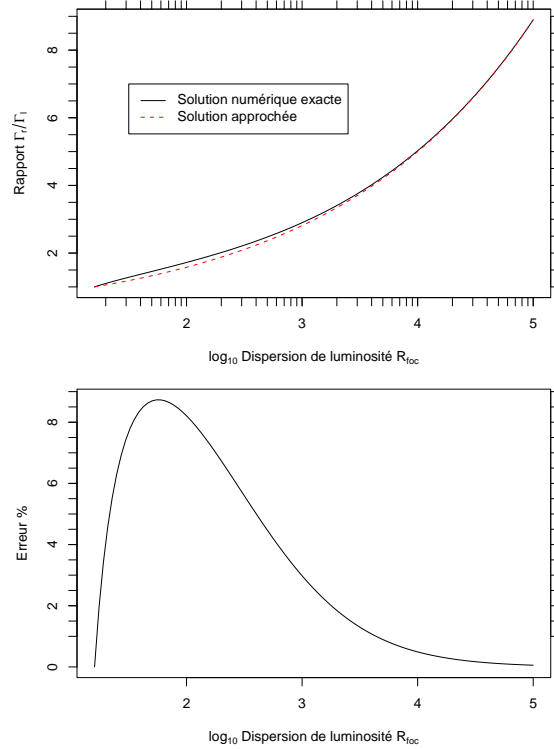 8
6
4
2
Rapport Γr/Γl
Solution numérique exacte
Solution approchée
2 3 4 5
log10 Dispersion de luminosité Rfoc
8
6
4
2
0
Erreur %
2 3 4 5
log10 Dispersion de luminosité Rfoc